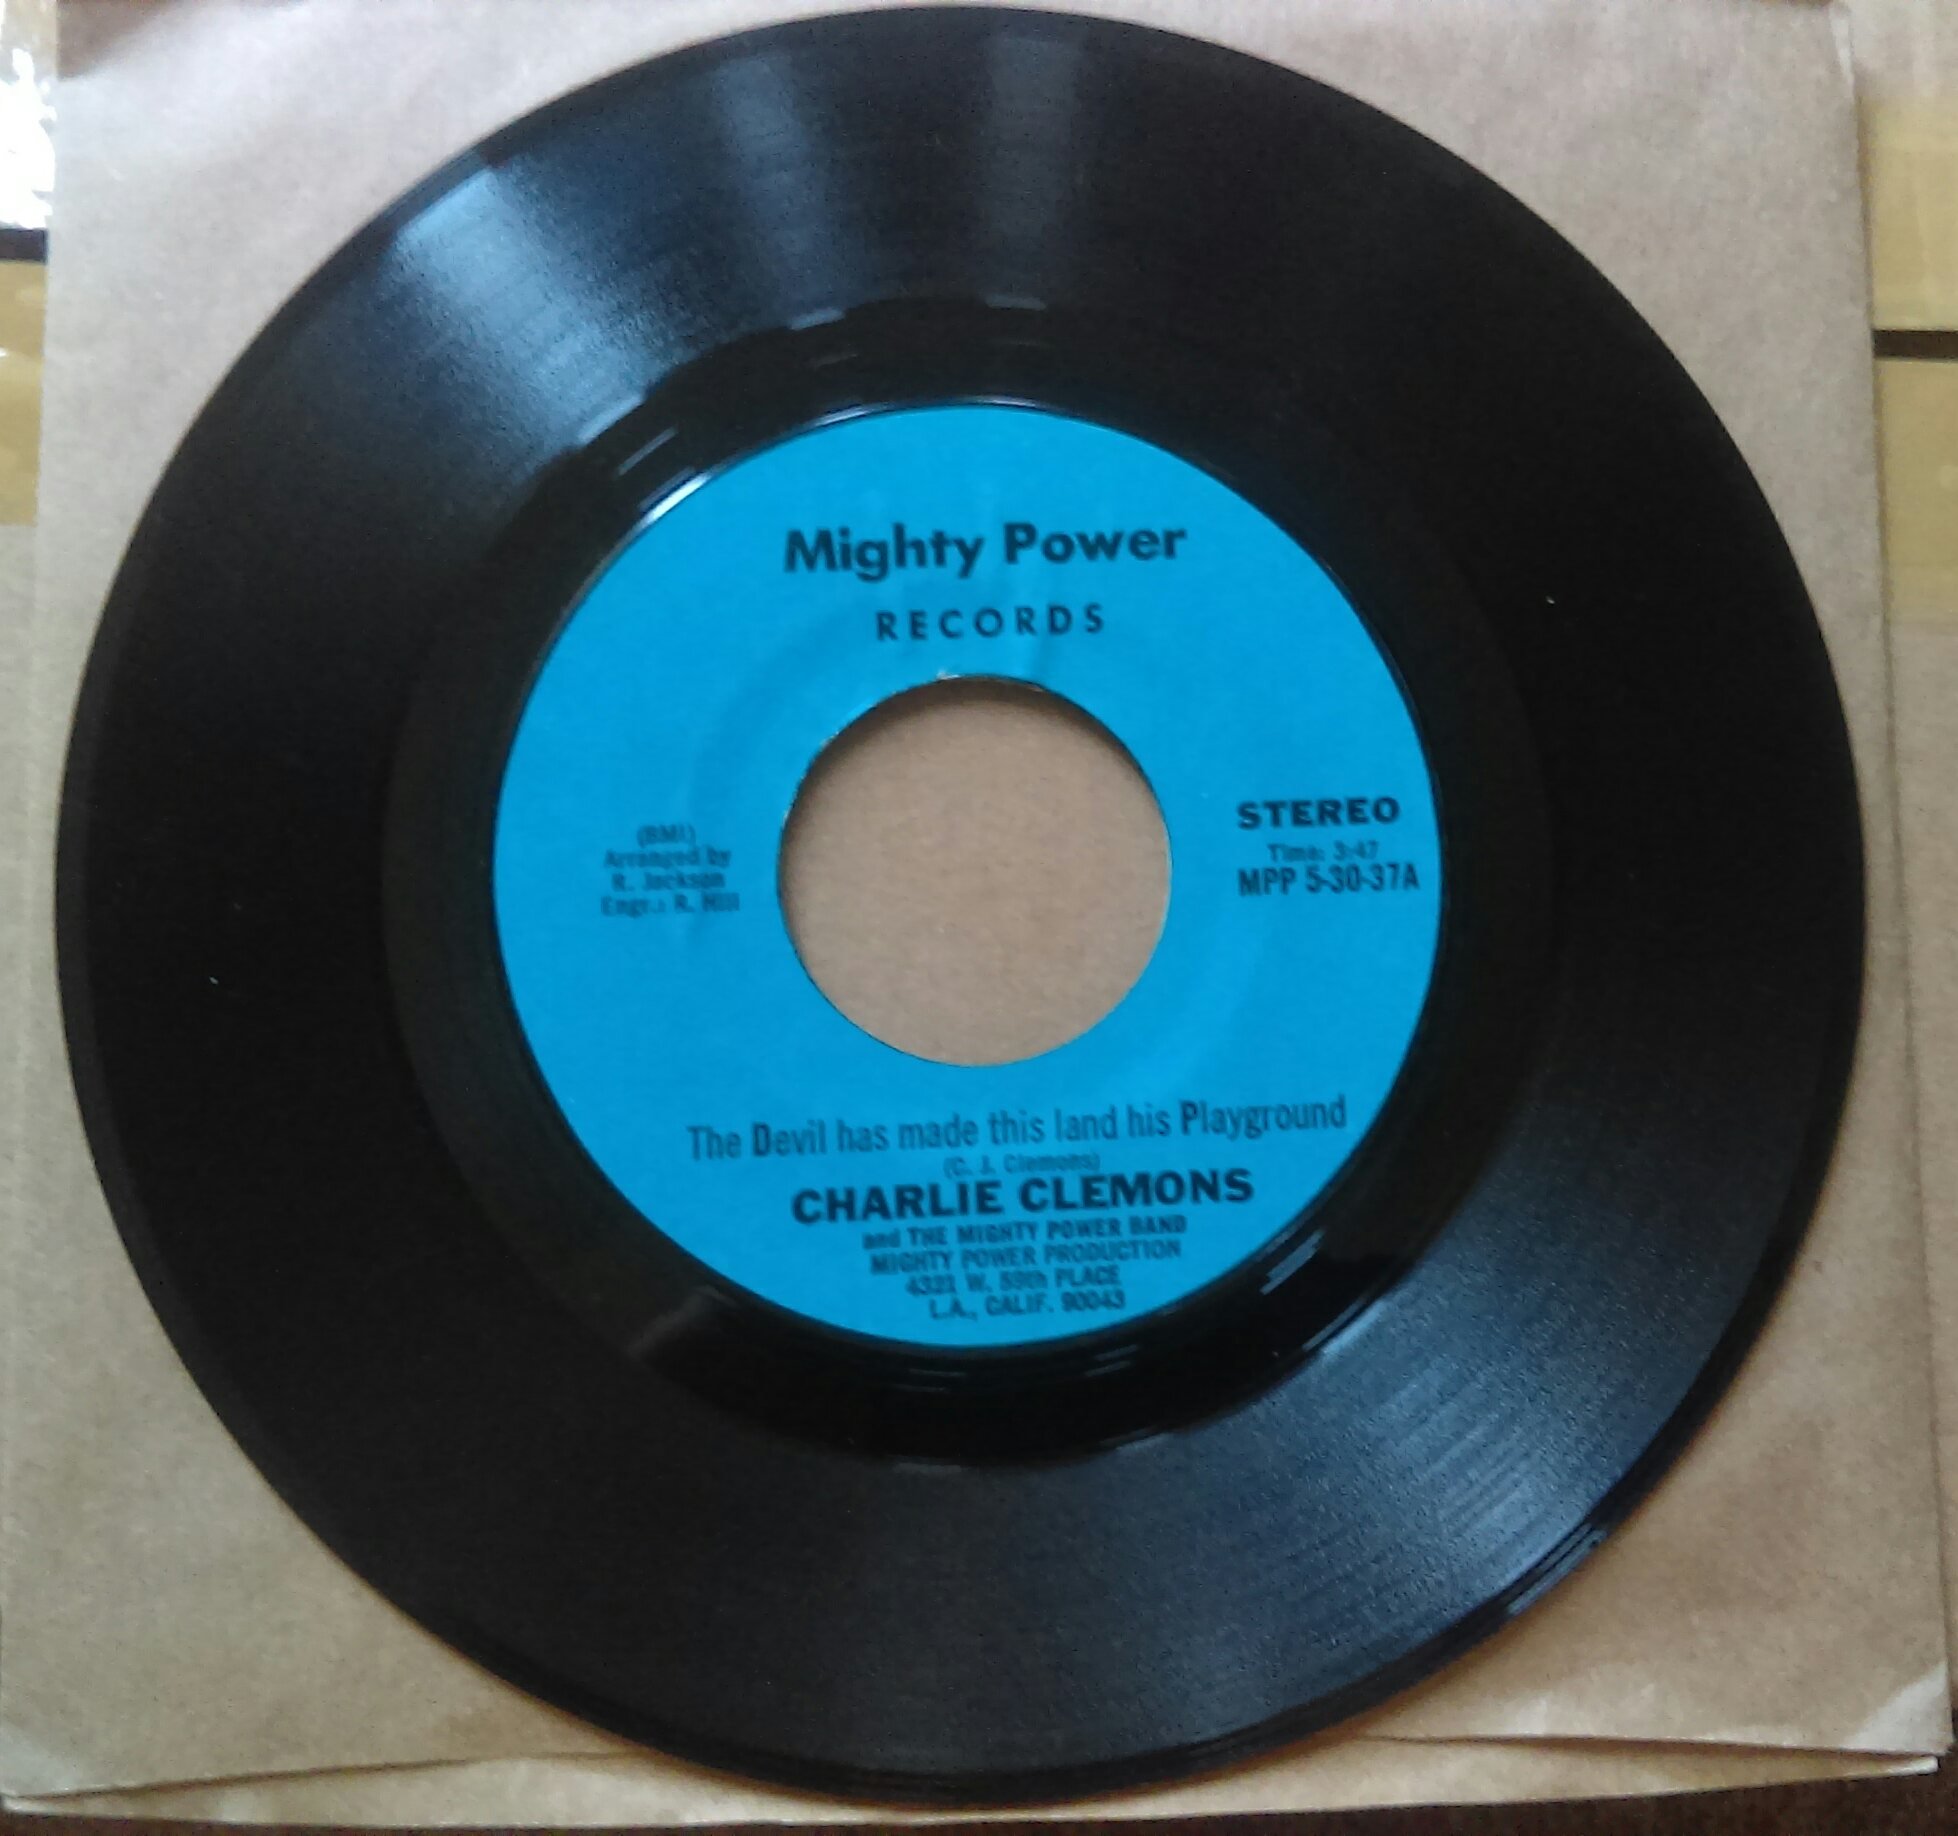 Mighty Power
RECORDS
(BMI)
Arranged by
R. Jackson
Engr.: R. Hill
STEREO
Time: 3:47
MPP 5-30-37A
The Devil has made this land his Playground
(C. J. Clemons)
CHARLIE CLEMONS
and THE MIGHTY POWER BAND
MIGHTY POWER PRODUCTION
4321 W. 59th PLACE
L.A., CALIF. 90043